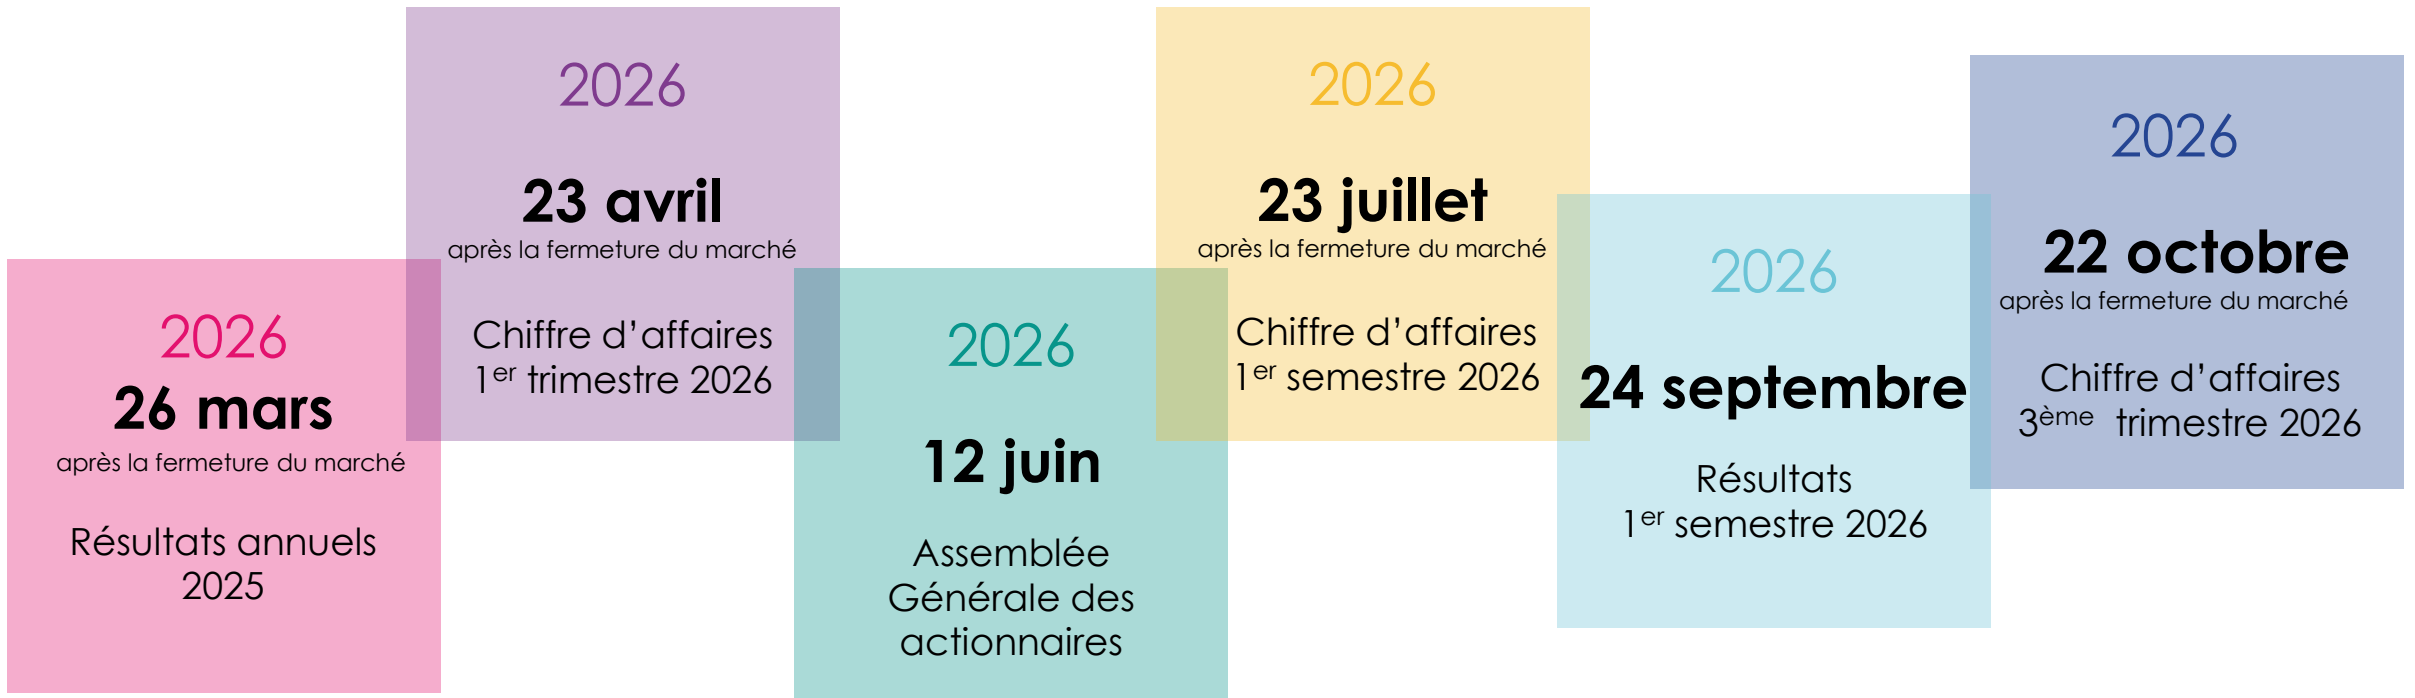 2026
26 mars
après la fermeture du marché
Résultats annuels
2025
2026
23 avril
après la fermeture du marché
Chiffre d’affaires
1er trimestre 2026
2026
12 juin
Assemblée
Générale des
actionnaires
2026
23 juillet
après la fermeture du marché
Chiffre d’affaires
1er semestre 2026
2026
24 septembre
Résultats
1er semestre 2026
2026
22 octobre
après la fermeture du marché
Chiffre d’affaires
3ème trimestre 2026